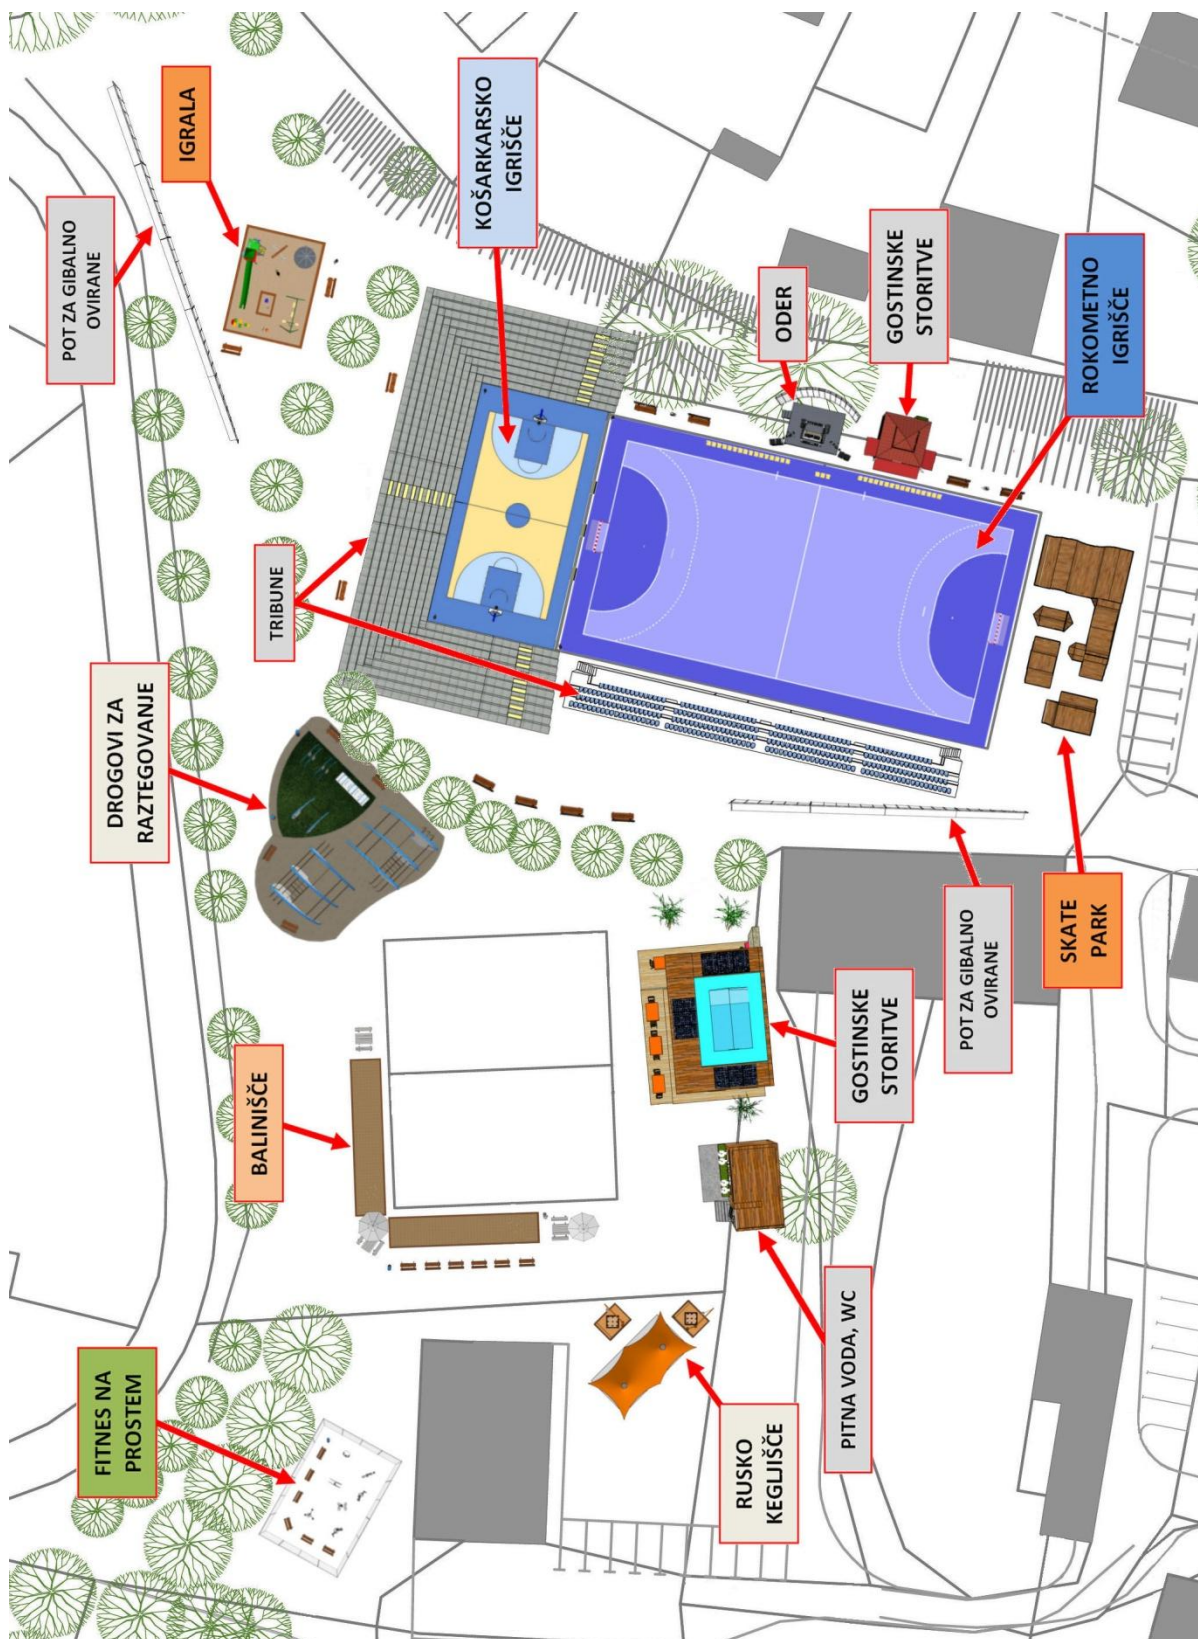 FITNES NA
PROSTEM
DROGOVI ZA
RAZTEGOVANJE
POT ZA GIBALNO
OVIRANE
IGRALA
BALINIŠČE
TRIBUNE
KOŠARKARSKO
IGRIŠČE
RUSKO
KEGLJIŠČE
PITNA VODA, WC
GOSTINSKE
STORITVE
POT ZA GIBALNO
OVIRANE
SKATE
PARK
ODER
GOSTINSKE
STORITVE
ROKOMETNO
IGRIŠČE